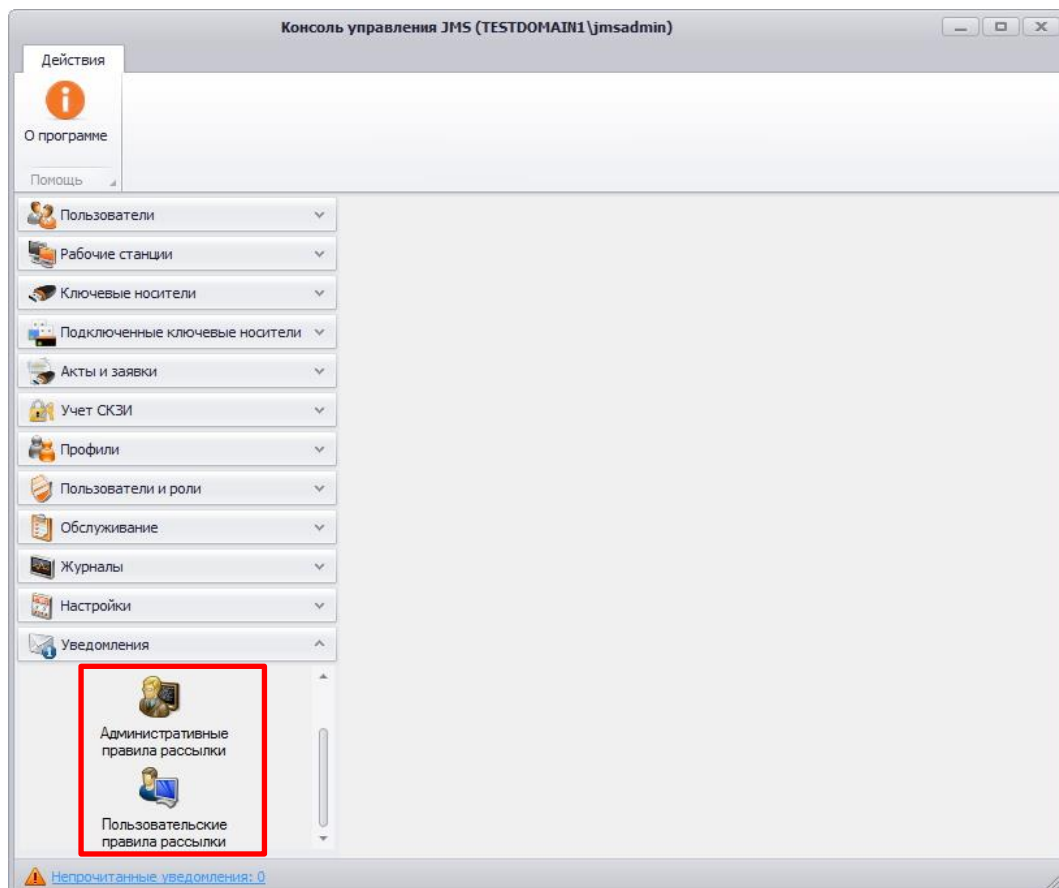 Консоль управления JMS (TESTDOMAIN1\jmsadmin)
Действия
О программе
Помощь
Пользователи
Рабочие станции
Ключевые носители
Подключенные ключевые носители
Акты и заявки
Учет СКЗИ
Профили
Пользователи и роли
Обслуживание
Журналы
Настройки
Уведомления
Административные
правила рассылки
Пользовательские
правила рассылки
Непрочитанные уведомления: 0